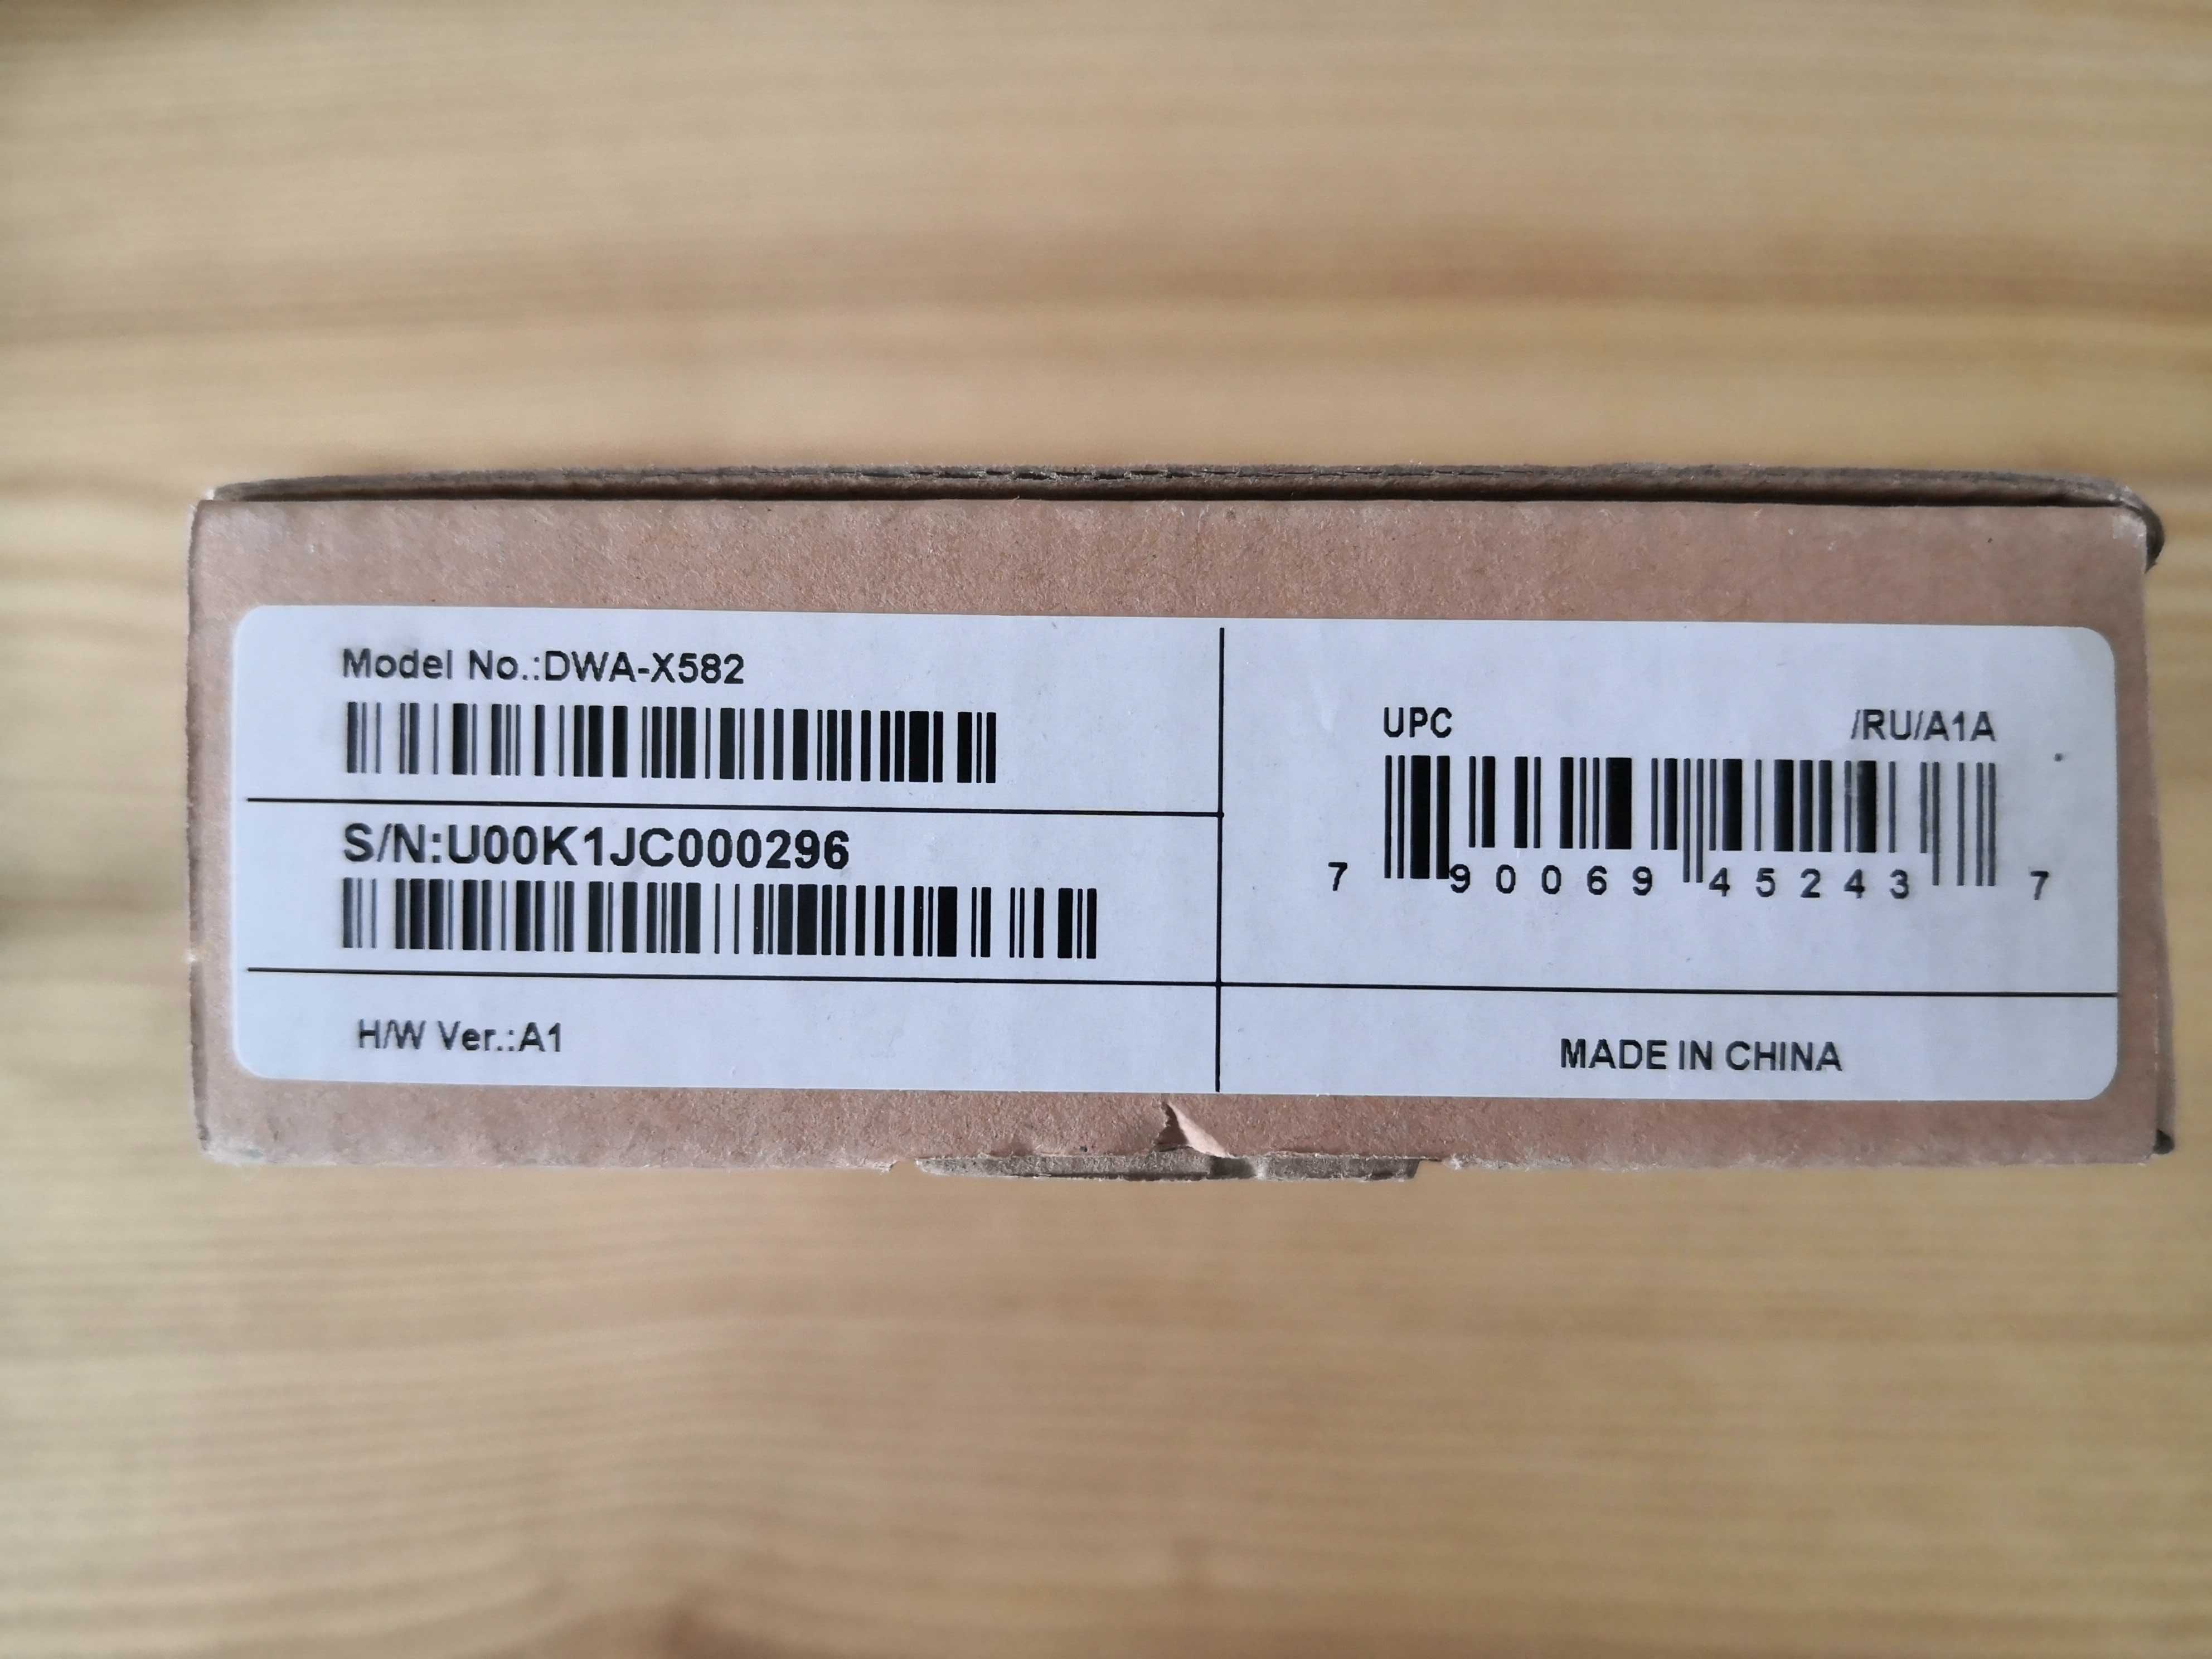 Model No.:DWA-X582
S/N:U00K1JC000296
H/W Ver.:A1
UPC /RU/A1A
7 90069 45243 7
MADE IN CHINA